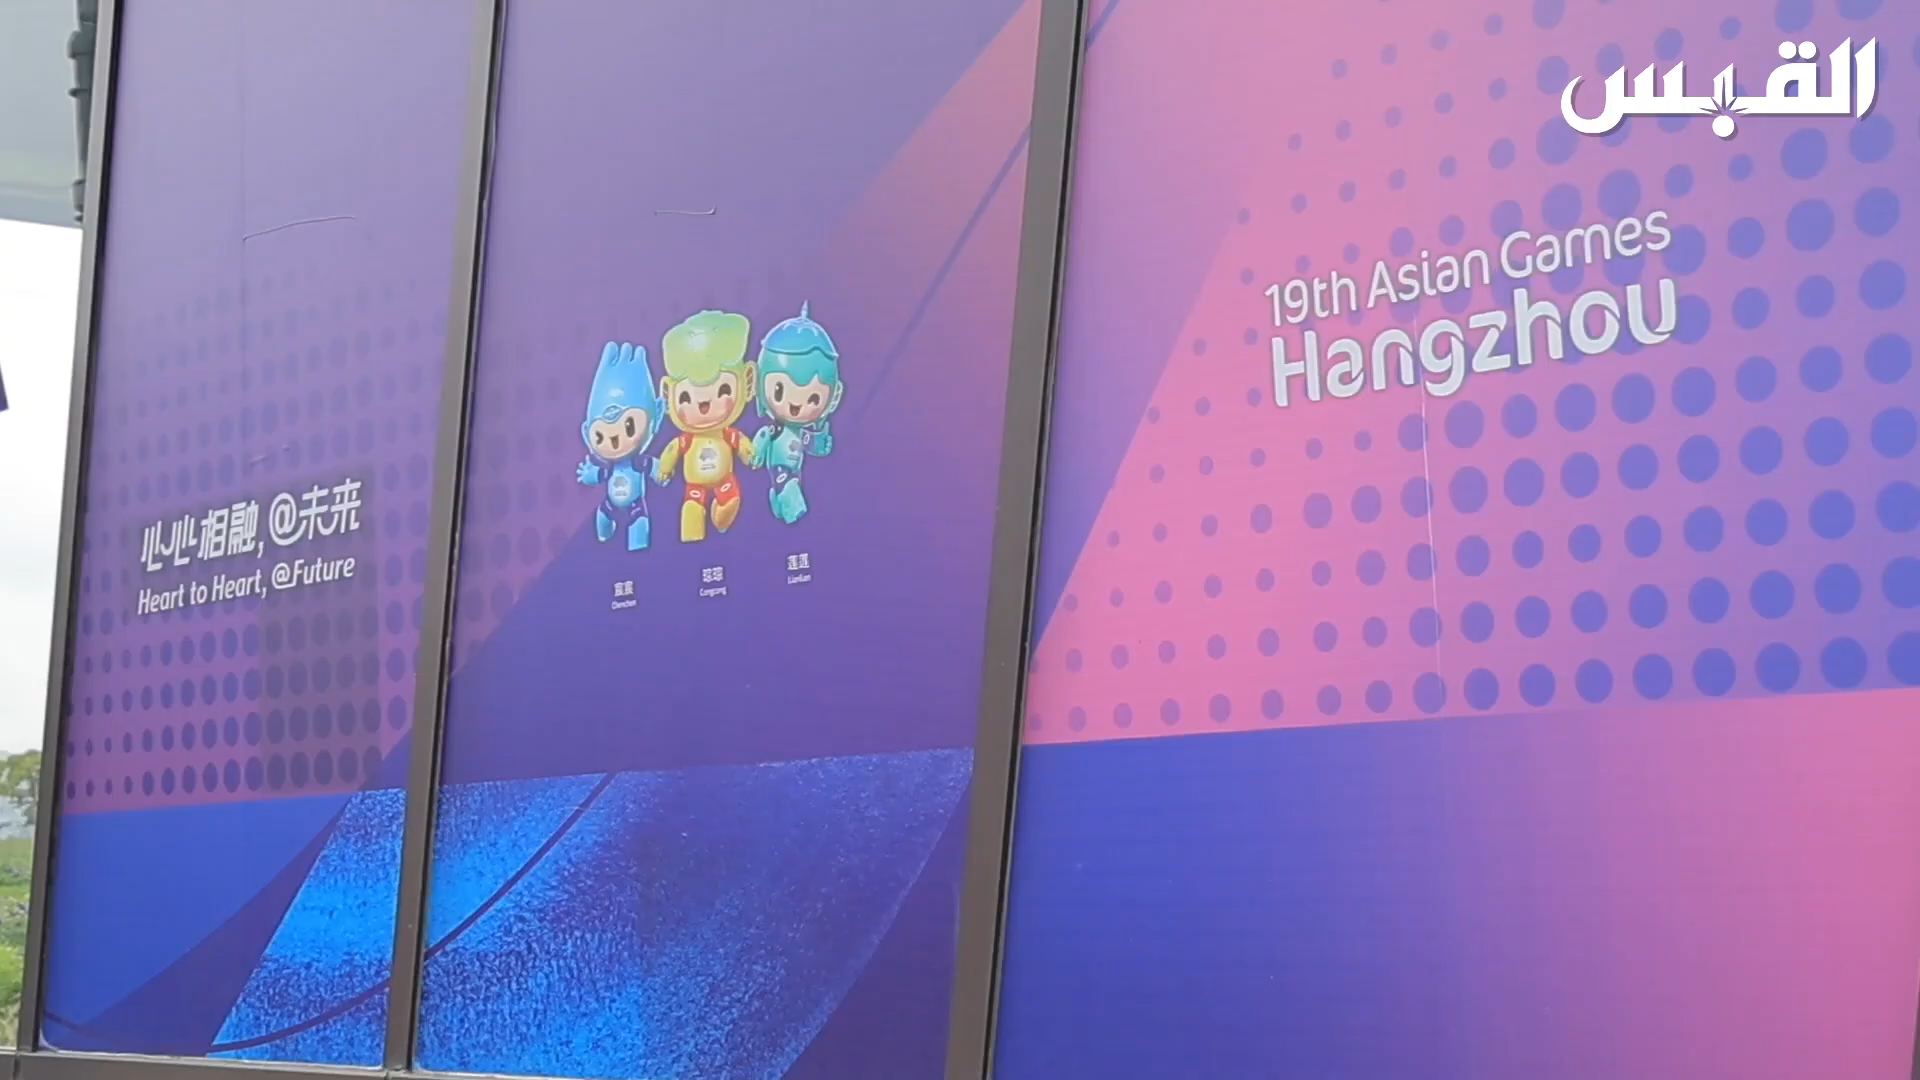 القبس
19th Asian Games
Hangzhou
心心相融,@未来
Heart to Heart, @Future
宸宸
Chenchen
琮琮
Congcong
莲莲
Lianlian